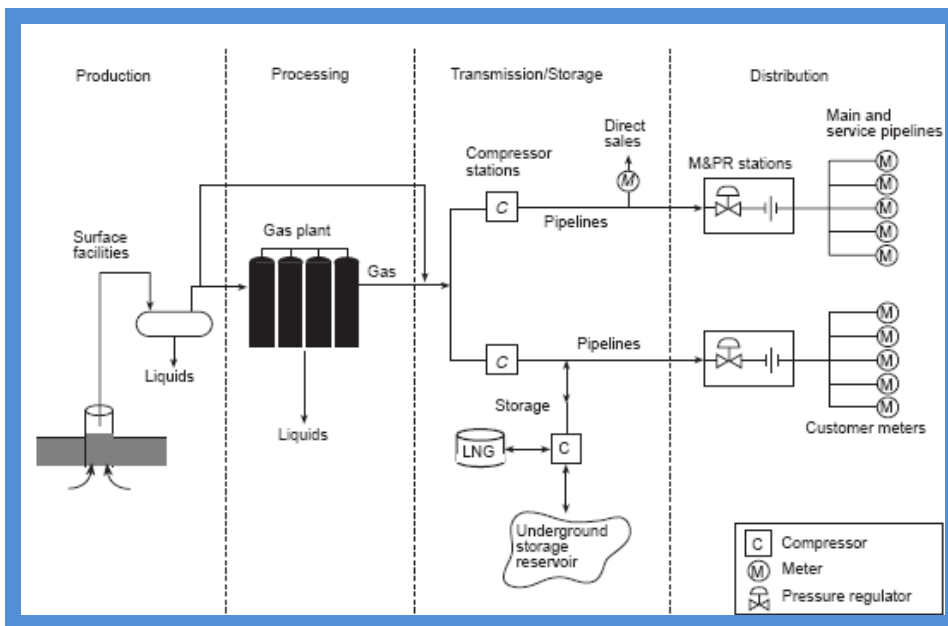 Production
Processing
Transmission/Storage
Distribution
Main and
service pipelines
Direct
sales
Compressor
stations
M&PR stations
M
M
M
M
M
M
C
Pipelines
Surface
facilities
Gas plant
Gas
Liquids
Liquids
C
Pipelines
M
M
M
M
M
Customer meters
Storage
LNG
C
Underground
storage
reservoir
C Compressor
M Meter
Pressure regulator